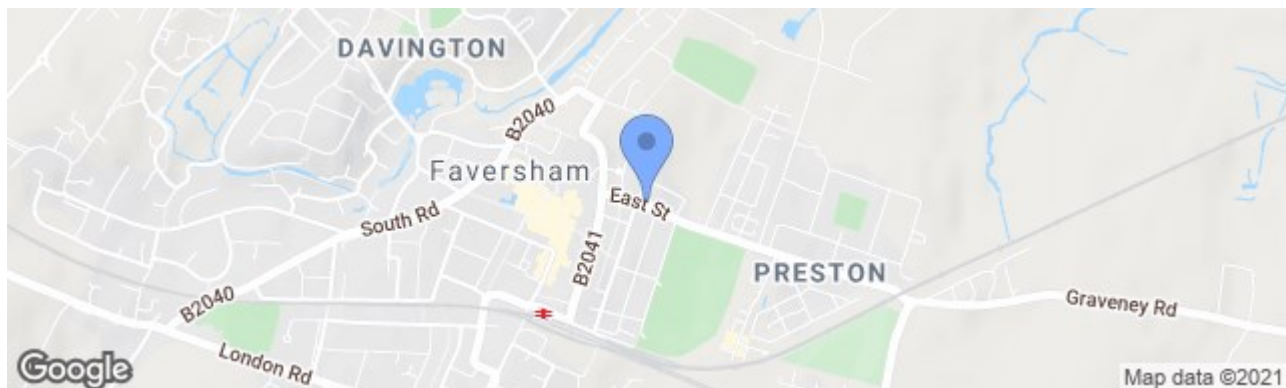 DAVINGTON
B2040
Faversham
East St
South Rd
B2041
PRESTON
B2040
Graveney Rd
London Rd
Google
Map data ©2021